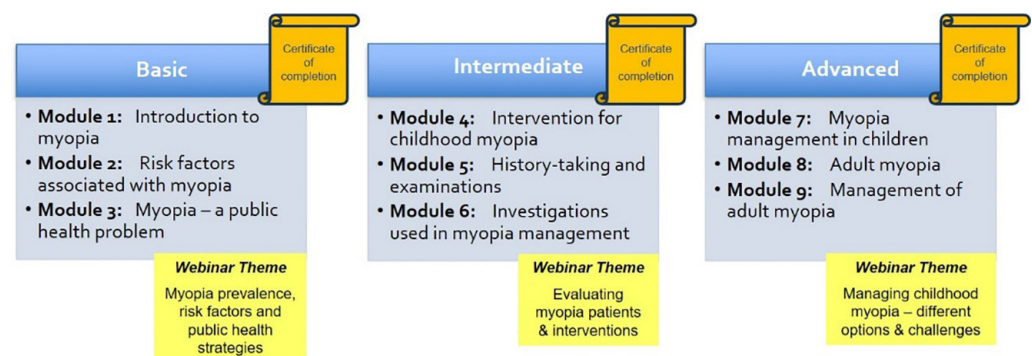 Basic
Certificate
of
completion
• Module 1: Introduction to
myopia
• Module 2: Risk factors
associated with myopia
• Module 3: Myopia – a public
health problem
Webinar Theme
Myopia prevalence,
risk factors and
public health
strategies
Intermediate
Certificate
of
completion
• Module 4: Intervention for
childhood myopia
• Module 5: History-taking and
examinations
• Module 6: Investigations
used in myopia management
Webinar Theme
Evaluating
myopia patients
& interventions
Advanced
Certificate
of
completion
• Module 7: Myopia
management in children
• Module 8: Adult myopia
• Module 9: Management of
adult myopia
Webinar Theme
Managing childhood
myopia – different
options & challenges